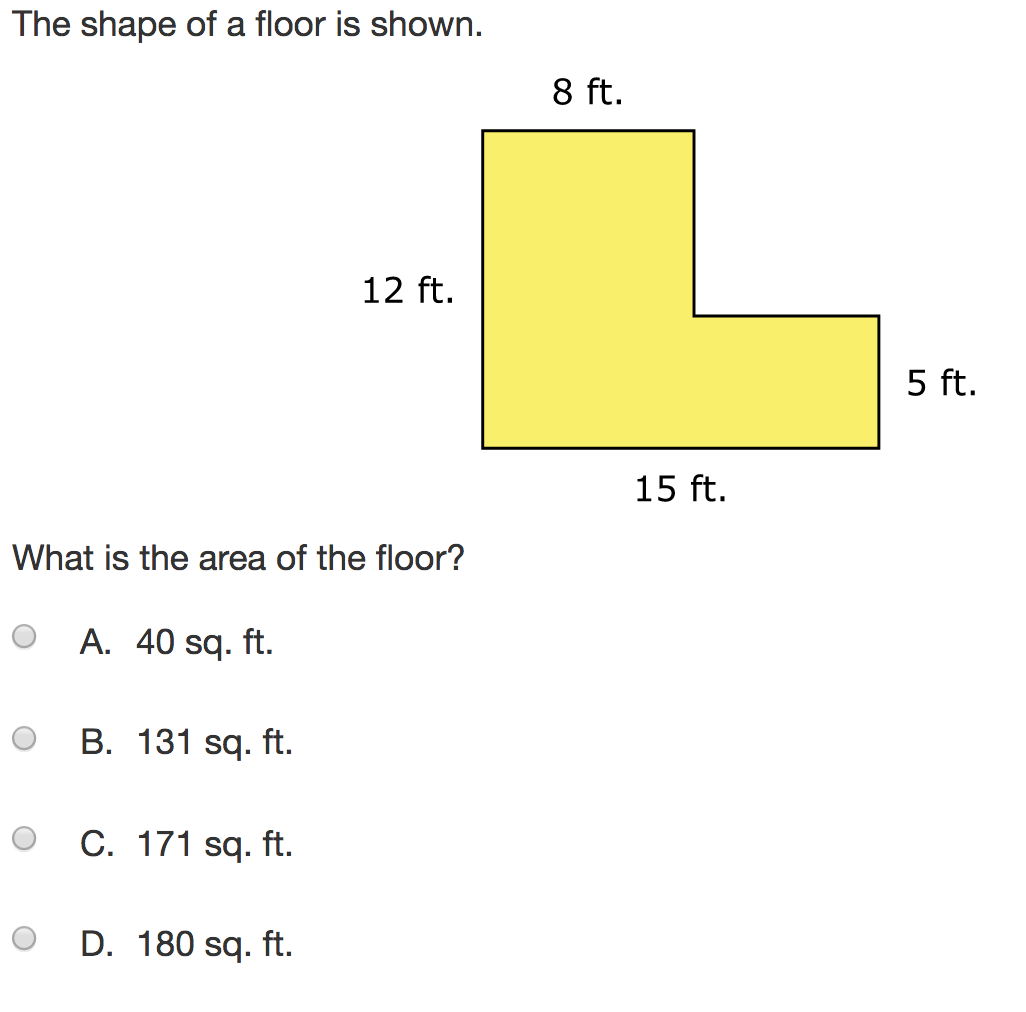 The shape of a floor is shown.
8 ft.
12 ft.
5 ft.
15 ft.
What is the area of the floor?
A. 40 sq. ft.
B. 131 sq. ft.
C. 171 sq. ft.
D. 180 sq. ft.